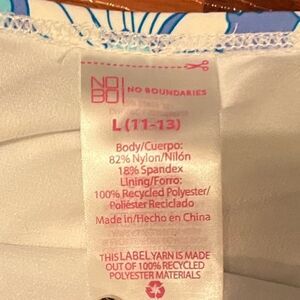 NO
BO
NO BOUNDARIES
L (11-13)
Body/Cuerpo:
82% Nylon/Nilón
18% Spandex
Lining/Forro:
100% Recycled Polyester/
Poliéster Reciclado
Made in/Hecho en China
THIS LABEL YARN IS MADE
OUT OF 100% RECYCLED
POLYESTER MATERIALS